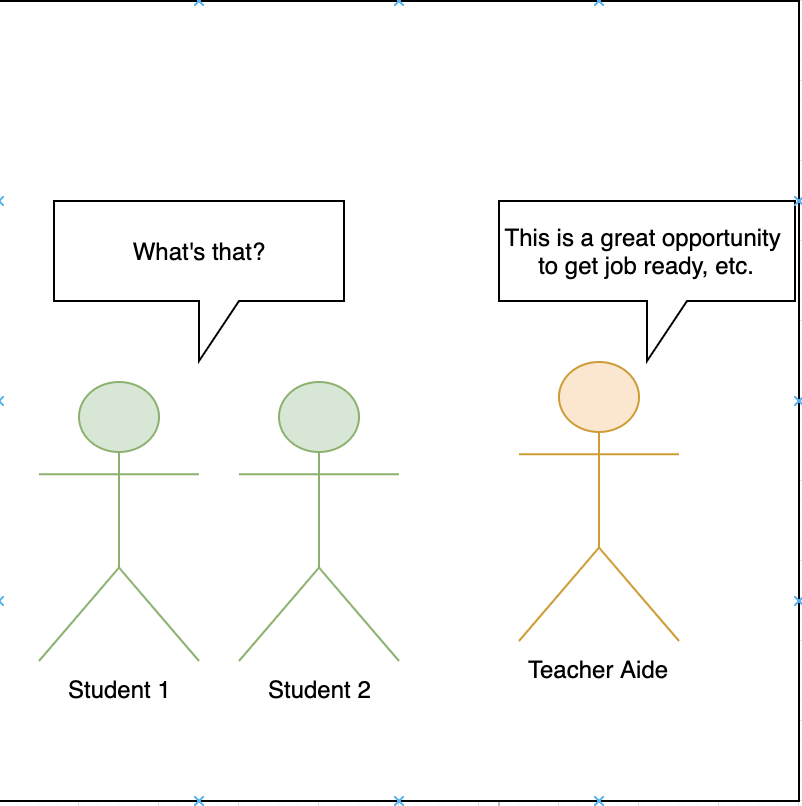 What's that?
This is a great opportunity
to get job ready, etc.
Student 1
Student 2
Teacher Aide